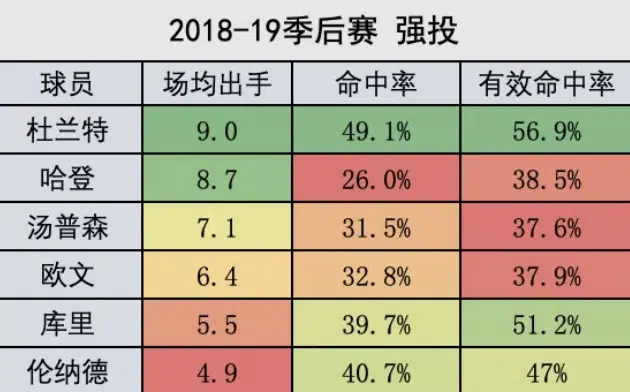 2018-19季后赛 强投
球员 场均出手 命中率 有效命中率
杜兰特 9.0 49.1% 56.9%
哈登 8.7 26.0% 38.5%
汤普森 7.1 31.5% 37.6%
欧文 6.4 32.8% 37.9%
库里 5.5 39.7% 51.2%
伦纳德 4.9 40.7% 47%